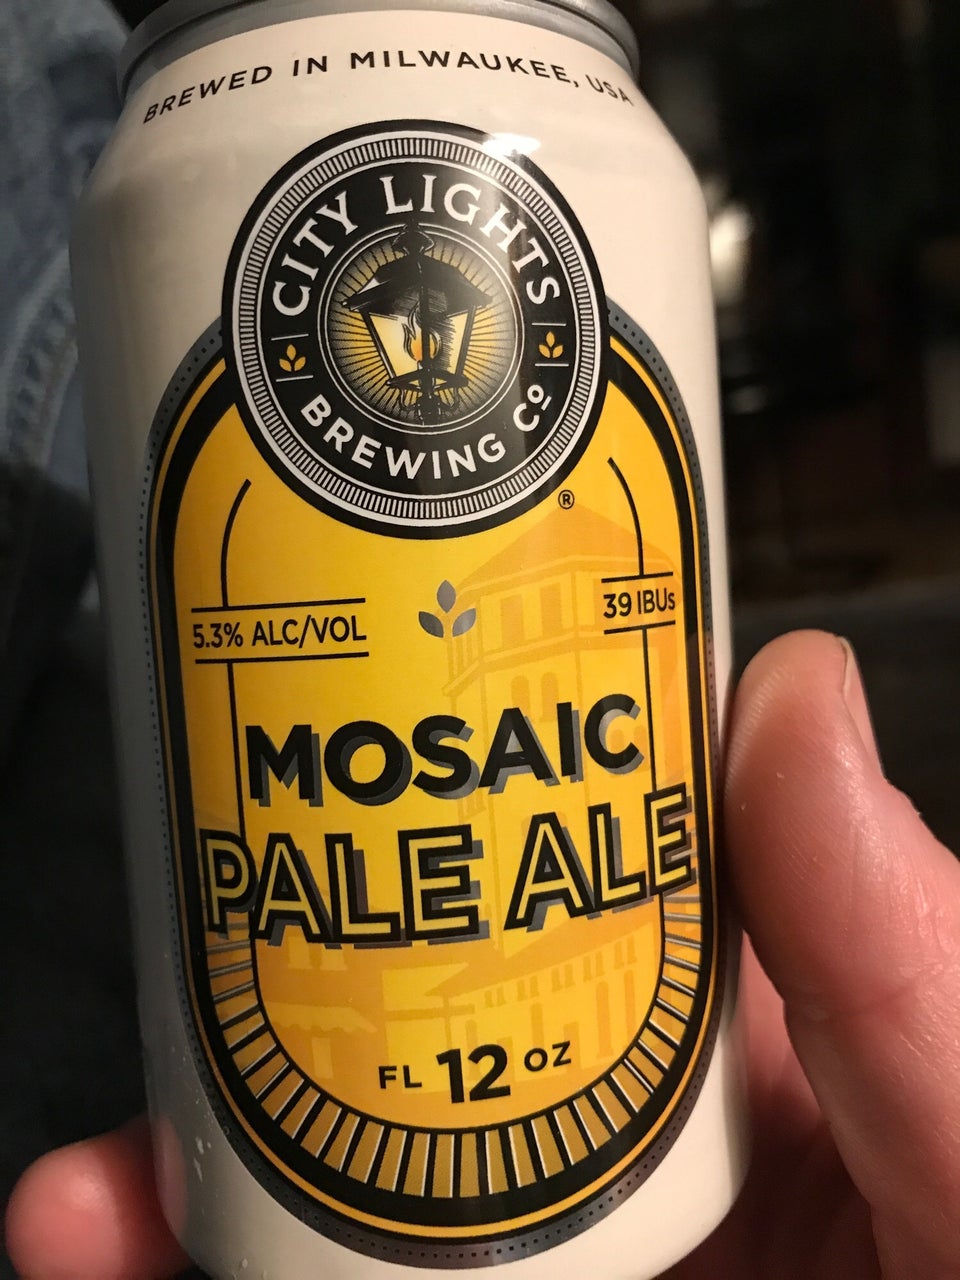 BREWED IN MILWAUKEE, USA
CITY LIGHTS
BREWING Cº
®
5.3% ALC/VOL
39 IBUs
MOSAIC
PALE ALE
FL 12 OZ